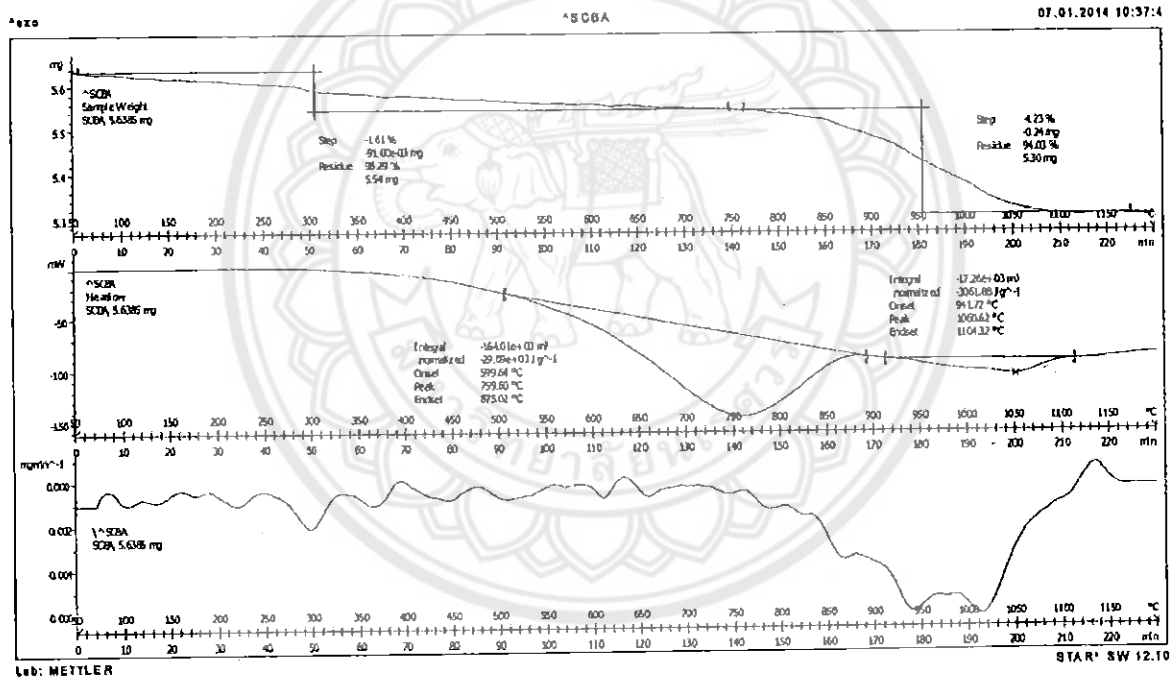 ^exo
^SCBA
07.01.2014 10:37:4
mg
5.6
5.5
5.4
^SCBA
Sample Weight
SCBA, 5.6385 mg
Step -1.61 %
-91.00e-03 mg
Residue 98.29 %
5.54 mg
Step -4.23 %
-0.24 mg
Residue 94.03 %
5.30 mg
50 100 150 200 250 300 350 400 450 500 550 600 650 700 750 800 850 900 950 1000 1050 1100 1150 °C
0 10 20 30 40 50 60 70 80 90 100 110 120 130 140 150 160 170 180 190 200 210 220 min
mW
-50
-100
-150
^SCBA
Heatflow
SCBA, 5.6385 mg
Integral -164.01e+03 mJ
normalized -29.09e+03 Jg^-1
Onset 599.64 °C
Peak 759.80 °C
Endset 875.02 °C
Integral -17.26e+03 mJ
normalized -3061.88 Jg^-1
Onset 941.72 °C
Peak 1060.62 °C
Endset 1104.32 °C
50 100 150 200 250 300 350 400 450 500 550 600 650 700 750 800 850 900 950 1000 1050 1100 1150 °C
0 10 20 30 40 50 60 70 80 90 100 110 120 130 140 150 160 170 180 190 200 210 220 min
mgmin^-1
0.000
0.002
0.004
\^SCBA
SCBA, 5.6385 mg
50 100 150 200 250 300 350 400 450 500 550 600 650 700 750 800 850 900 950 1000 1050 1100 1150 °C
0 10 20 30 40 50 60 70 80 90 100 110 120 130 140 150 160 170 180 190 200 210 220 min
Lab: METTLER
STARe SW 12.10